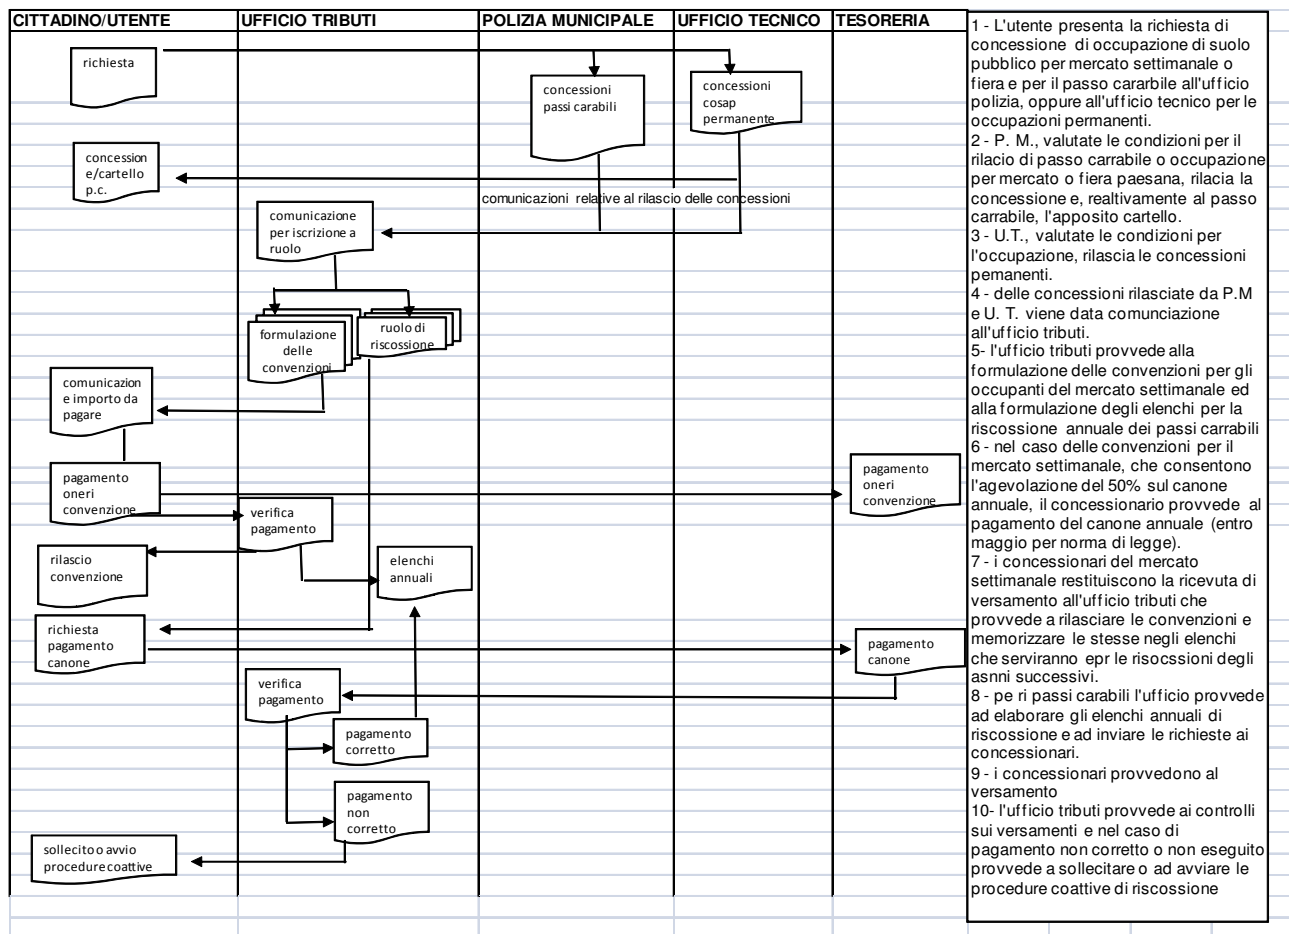 CITTADINO/UTENTE
UFFICIO TRIBUTI
POLIZIA MUNICIPALE
UFFICIO TECNICO
TESORERIA
richiesta
concessioni
passi carabili
concessioni
cosap
permanente
concession
e/cartello
p.c.
comunicazioni relative al rilascio delle concessioni
comunicazione
per iscrizione a
ruolo
formulazione
delle
convenzioni
ruolo di
riscossione
comunicazion
e importo da
pagare
pagamento
oneri
convenzione
pagamento
oneri
convenzione
verifica
pagamento
rilascio
convenzione
elenchi
annuali
richiesta
pagamento
canone
pagamento
canone
verifica
pagamento
pagamento
corretto
pagamento
non
corretto
sollecito o avvio
procedure coattive
1 - L'utente presenta la richiesta di
concessione di occupazione di suolo
pubblico per mercato settimanale o
fiera e per il passo cararbile all'ufficio
polizia, oppure all'ufficio tecnico per le
occupazioni permanenti.
2 - P. M., valutate le condizioni per il
rilacio di passo carrabile o occupazione
per mercato o fiera paesana, rilacia la
concessione e, realtivamente al passo
carrabile, l'apposito cartello.
3 - U.T., valutate le condizioni per
l'occupazione, rilascia le concessioni
pemanenti.
4 - delle concessioni rilasciate da P.M
e U. T. viene data comunciazione
all'ufficio tributi.
5- l'ufficio tributi provvede alla
formulazione delle convenzioni per gli
occupanti del mercato settimanale ed
alla formulazione degli elenchi per la
riscossione annuale dei passi carrabili
6 - nel caso delle convenzioni per il
mercato settimanale, che consentono
l'agevolazione del 50% sul canone
annuale, il concessionario provvede al
pagamento del canone annuale (entro
maggio per norma di legge).
7 - i concessionari del mercato
settimanale restituiscono la ricevuta di
versamento all'ufficio tributi che
provvede a rilasciare le convenzioni e
memorizzare le stesse negli elenchi
che serviranno epr le risocssioni degli
asnni successivi.
8 - pe ri passi carabili l'ufficio provvede
ad elaborare gli elenchi annuali di
riscossione e ad inviare le richieste ai
concessionari.
9 - i concessionari provvedono al
versamento
10- l'ufficio tributi provvede ai controlli
sui versamenti e nel caso di
pagamento non corretto o non eseguito
provvede a sollecitare o ad avviare le
procedure coattive di riscossione